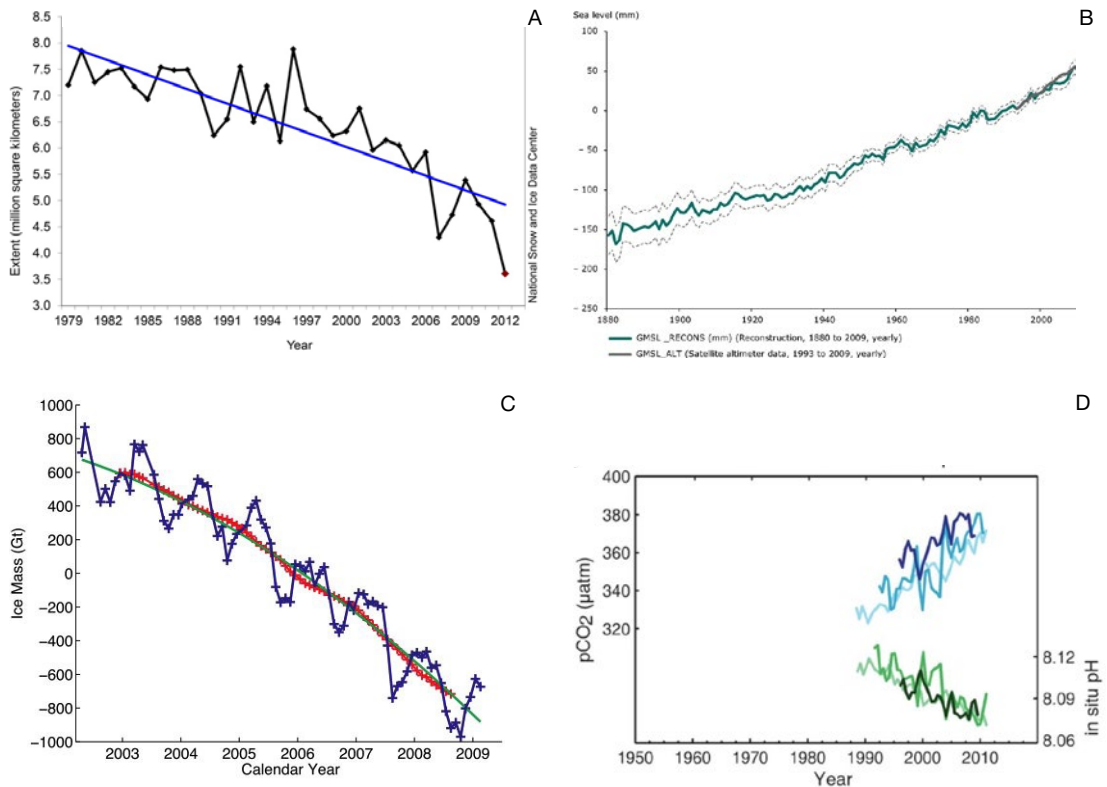 A
8.5
8.0
7.5
7.0
6.5
6.0
5.5
5.0
4.5
4.0
3.5
3.0
1979 1982 1985 1988 1991 1994 1997 2000 2003 2006 2009 2012
Year
Extent (million square kilometers)
National Snow and Ice Data Center
B
Sea level (mm)
100
50
0
− 50
− 100
− 150
− 200
− 250
1880 1900 1920 1940 1960 1980 2000
GMSL _RECONS (mm) (Reconstruction, 1880 to 2009, yearly)
GMSL_ALT (Satellite altimeter data, 1993 to 2009, yearly)
C
1000
800
600
400
200
0
−200
−400
−600
−800
−1000
2003 2004 2005 2006 2007 2008 2009
Calendar Year
Ice Mass (Gt)
D
400
380
360
340
320
pCO2 (µatm)
8.12
8.09
8.06
in situ pH
1950 1960 1970 1980 1990 2000 2010
Year